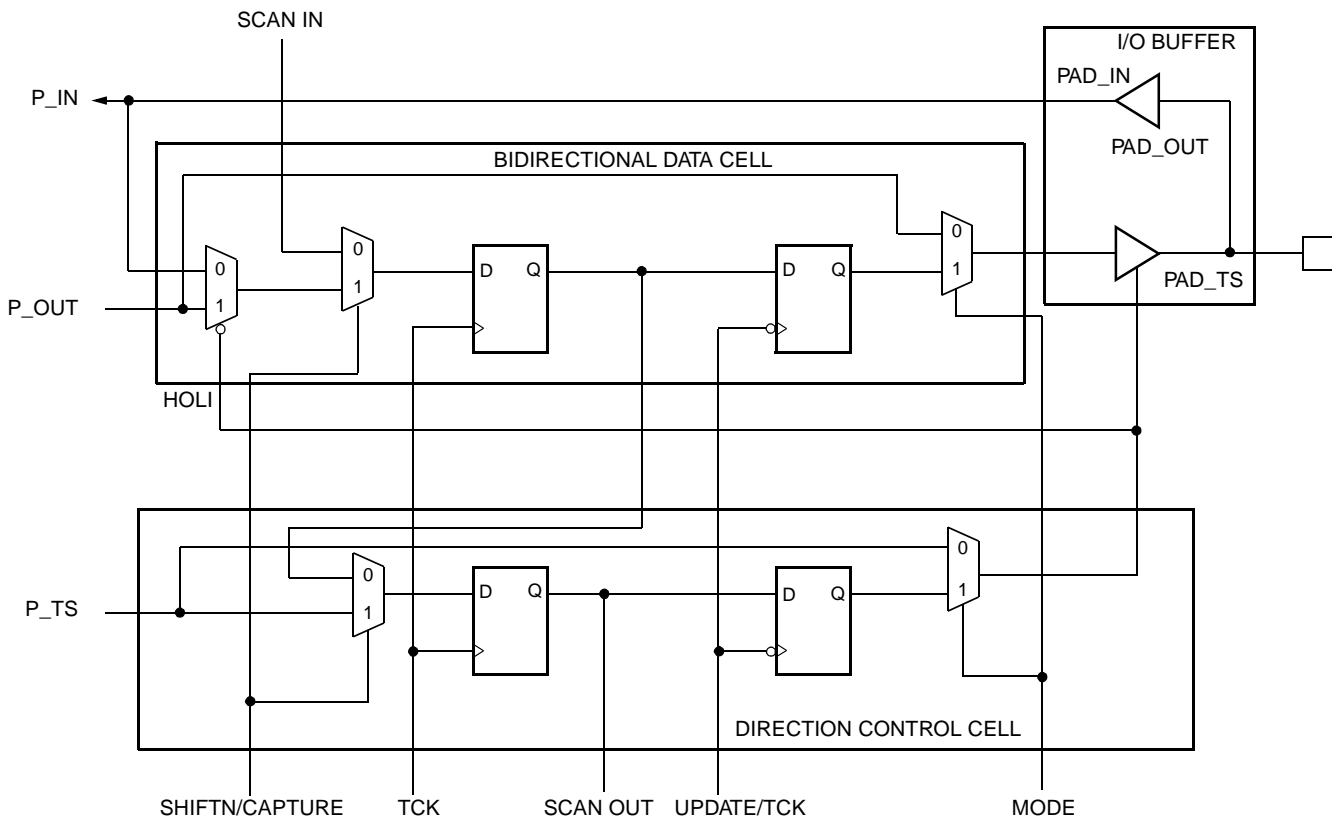 SCAN IN
I/O BUFFER
PAD_IN
P_IN
PAD_OUT
BIDIRECTIONAL DATA CELL
0
0
1
0
1
D Q
D Q
1
P_OUT
PAD_TS
HOLI
0
0
1
D Q
D Q
1
P_TS
DIRECTION CONTROL CELL
SHIFTN/CAPTURE
TCK
SCAN OUT
UPDATE/TCK
MODE